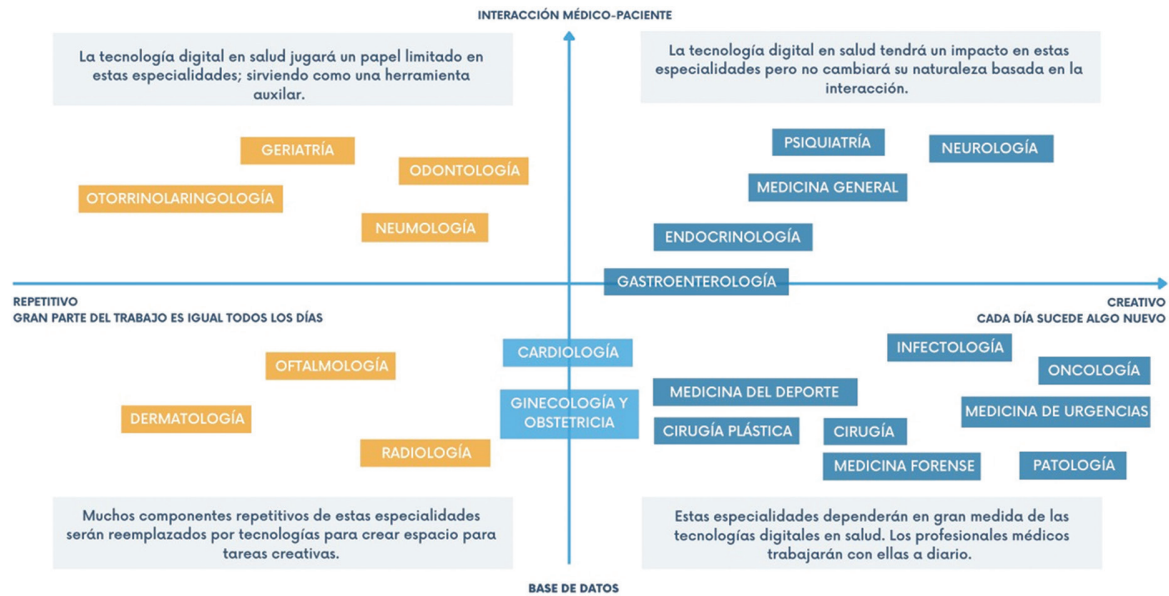 INTERACCIÓN MÉDICO-PACIENTE
La tecnología digital en salud jugará un papel limitado en
estas especialidades; sirviendo como una herramienta
auxilar.
La tecnología digital en salud tendrá un impacto en estas
especialidades pero no cambiará su naturaleza basada en la
interacción.
GERIATRÍA
ODONTOLOGÍA
OTORRINOLARINGOLOGÍA
NEUMOLOGÍA
PSIQUIATRÍA
NEUROLOGÍA
MEDICINA GENERAL
ENDOCRINOLOGÍA
GASTROENTEROLOGÍA
REPETITIVO
GRAN PARTE DEL TRABAJO ES IGUAL TODOS LOS DÍAS
CREATIVO
CADA DÍA SUCEDE ALGO NUEVO
OFTALMOLOGÍA
DERMATOLOGÍA
RADIOLOGÍA
CARDIOLOGÍA
GINECOLOGÍA Y
OBSTETRICIA
INFECTOLOGÍA
ONCOLOGÍA
MEDICINA DEL DEPORTE
MEDICINA DE URGENCIAS
CIRUGÍA PLÁSTICA
CIRUGÍA
MEDICINA FORENSE
PATOLOGÍA
Muchos componentes repetitivos de estas especialidades
serán reemplazados por tecnologías para crear espacio para
tareas creativas.
Estas especialidades dependerán en gran medida de las
tecnologías digitales en salud. Los profesionales médicos
trabajarán con ellas a diario.
BASE DE DATOS